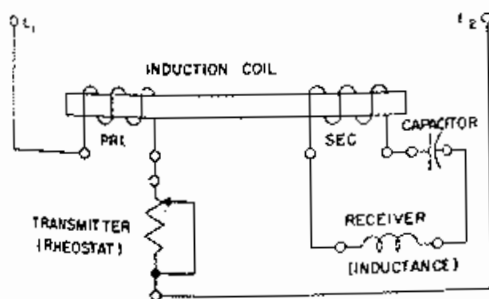 L₁
L₂
INDUCTION COIL
PRI.
SEC
CAPACITOR
TRANSMITTER
(RHEOSTAT)
RECEIVER
(INDUCTANCE)